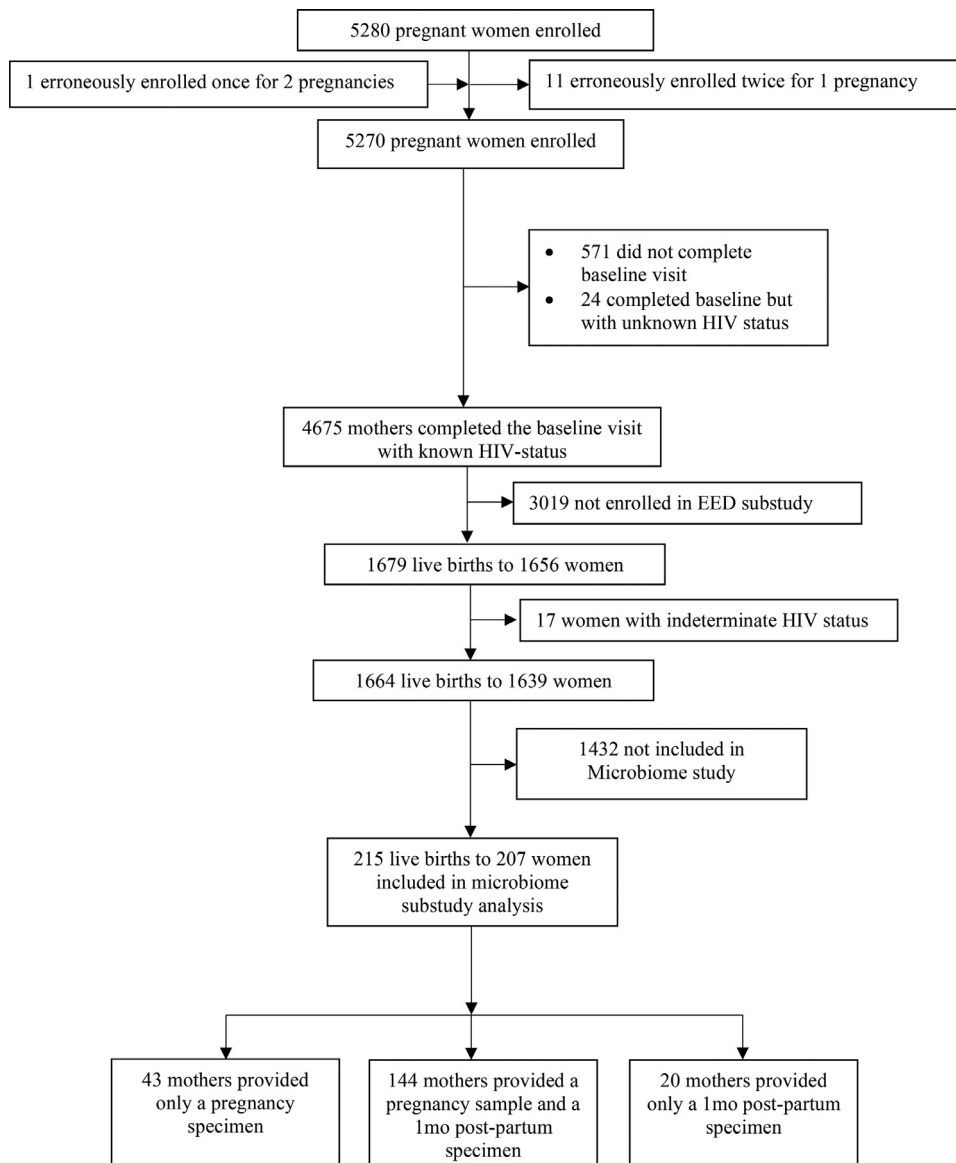 5280 pregnant women enrolled
1 erroneously enrolled once for 2 pregnancies
11 erroneously enrolled twice for 1 pregnancy
5270 pregnant women enrolled
• 571 did not complete
baseline visit
• 24 completed baseline but
with unknown HIV status
4675 mothers completed the baseline visit
with known HIV-status
3019 not enrolled in EED substudy
1679 live births to 1656 women
17 women with indeterminate HIV status
1664 live births to 1639 women
1432 not included in
Microbiome study
215 live births to 207 women
included in microbiome
substudy analysis
43 mothers provided
only a pregnancy
specimen
144 mothers provided a
pregnancy sample and a
1mo post-partum
specimen
20 mothers provided
only a 1mo post-partum
specimen